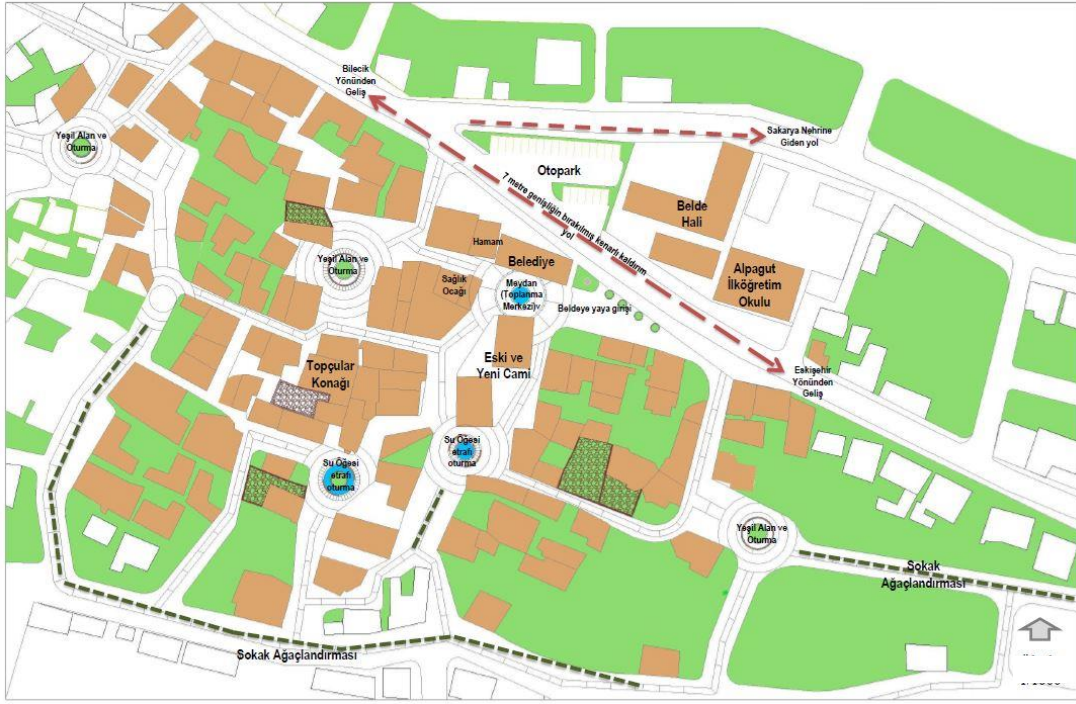 Bilecik
Yönünden
Geliş
Sakarya Nehrine
Giden yol
Yeşil Alan ve
Oturma
Otopark
7 metre genişliğin bırakılmış kenarlı kaldırım
yol
Belde
Hali
Hamam
Belediye
Yeşil Alan ve
Oturma
Sağlık
Ocağı
Meydan
(Toplanma
Merkezi)v
Alpagut
İlköğretim
Okulu
Beldeye yaya girişi
Topçular
Konağı
Eski ve
Yeni Cami
Eskişehir
Yönünden
Geliş
Su Öğesi
etrafı
oturma
Su Öğesi
etrafı
oturma
Yeşil Alan ve
Oturma
Sokak
Ağaçlandırması
Sokak Ağaçlandırması